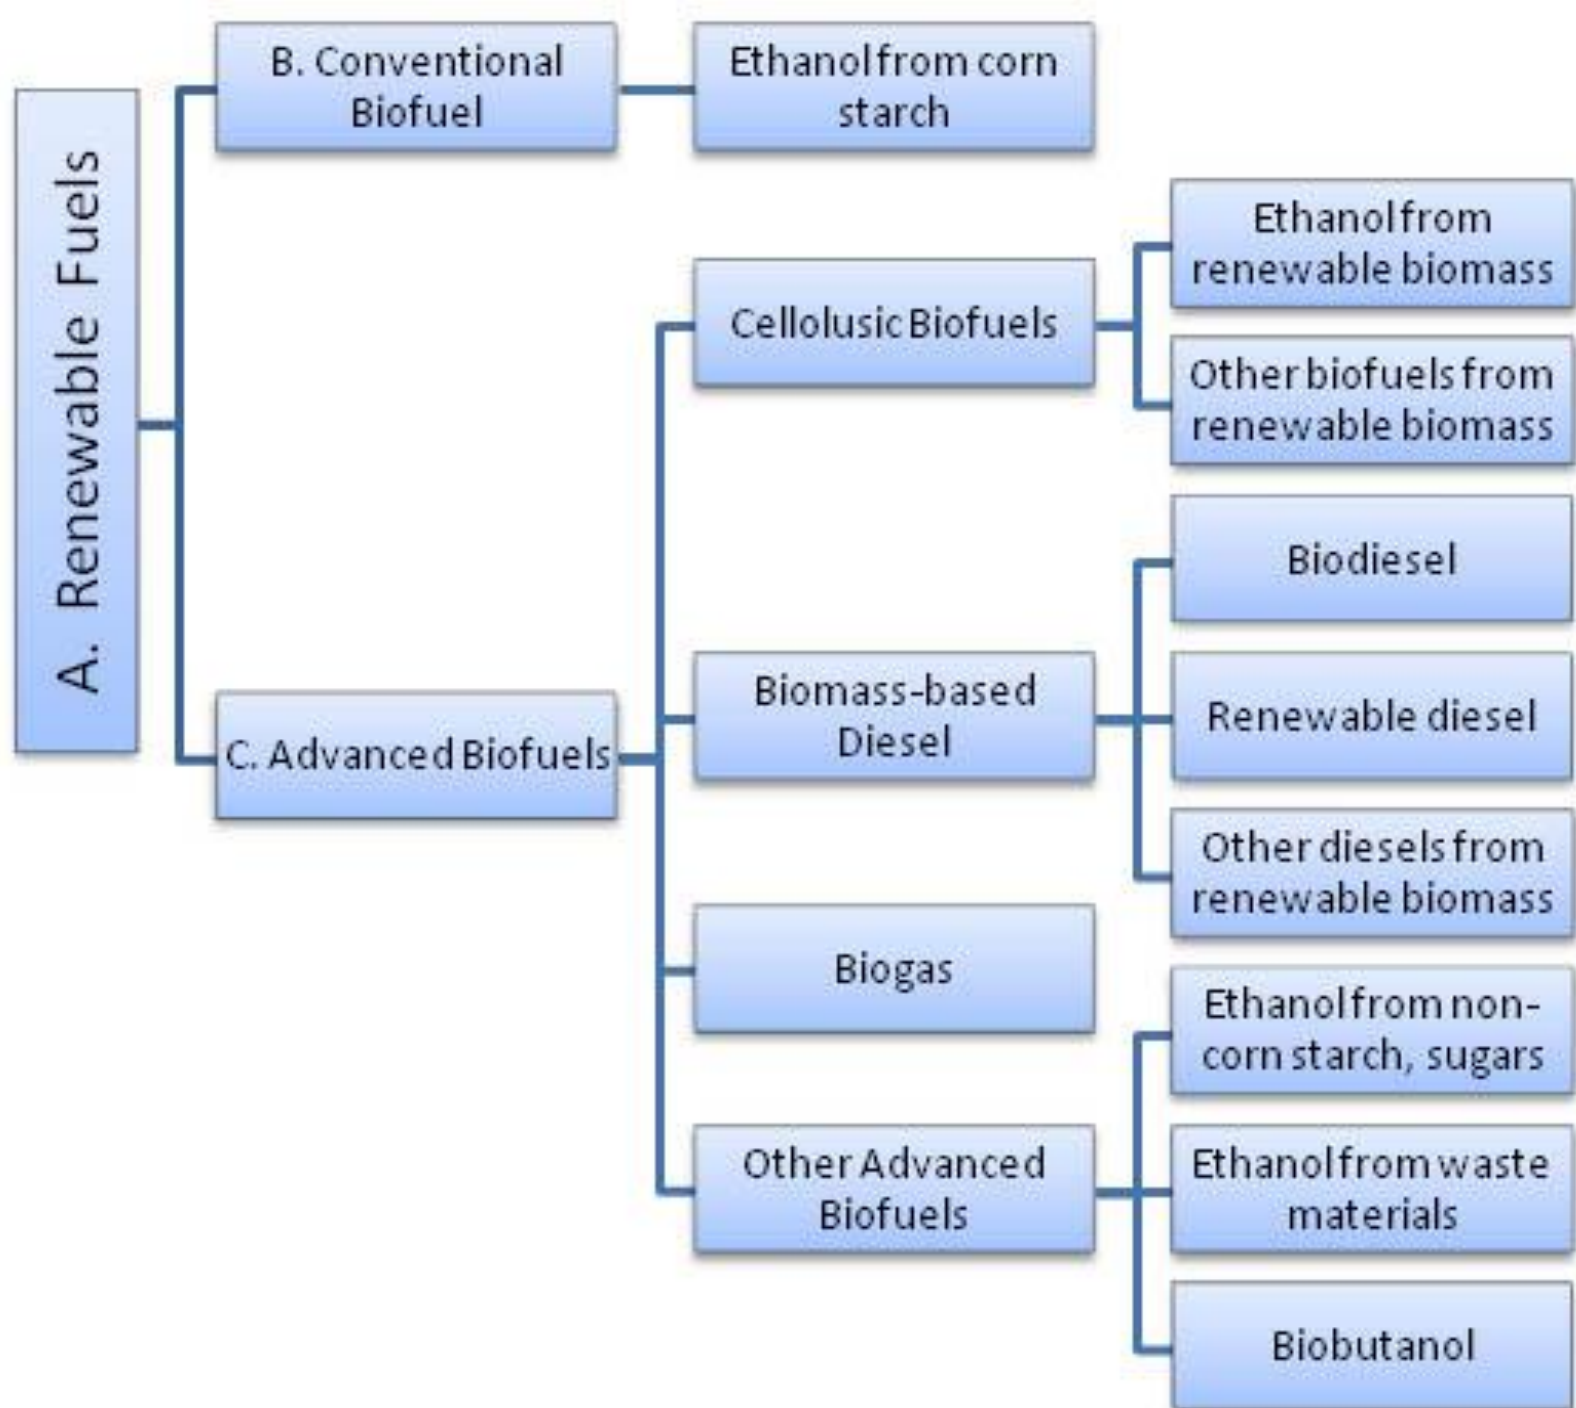 A. Renewable Fuels
B. Conventional
Biofuel
Ethanol from corn
starch
C. Advanced Biofuels
Cellolusic Biofuels
Ethanol from
renewable biomass
Other biofuels from
renewable biomass
Biomass-based
Diesel
Biodiesel
Renewable diesel
Other diesels from
renewable biomass
Biogas
Other Advanced
Biofuels
Ethanol from non-
corn starch, sugars
Ethanol from waste
materials
Biobutanol